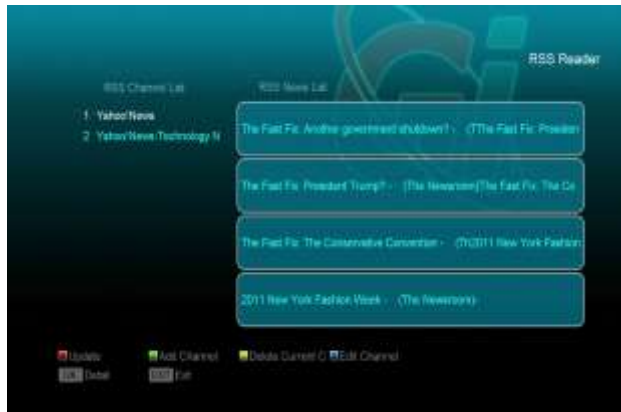 RSS Reader
RSS Channel List
RSS News List
1 Yahoo! News
2 Yahoo! News: Technology N
The Fast Fix: Another government shutdown? - (TThe Fast Fix: Presiden
The Fast Fix: President Trump? - (The Newsroom)The Fast Fix: The Co
The Fast Fix: The Conservative Convention - (Th2011 New York Fashion
2011 New York Fashion Week - (The Newsroom)
Update
Add Channel
Delete Current C
Edit Channel
Detail
EXIT Exit